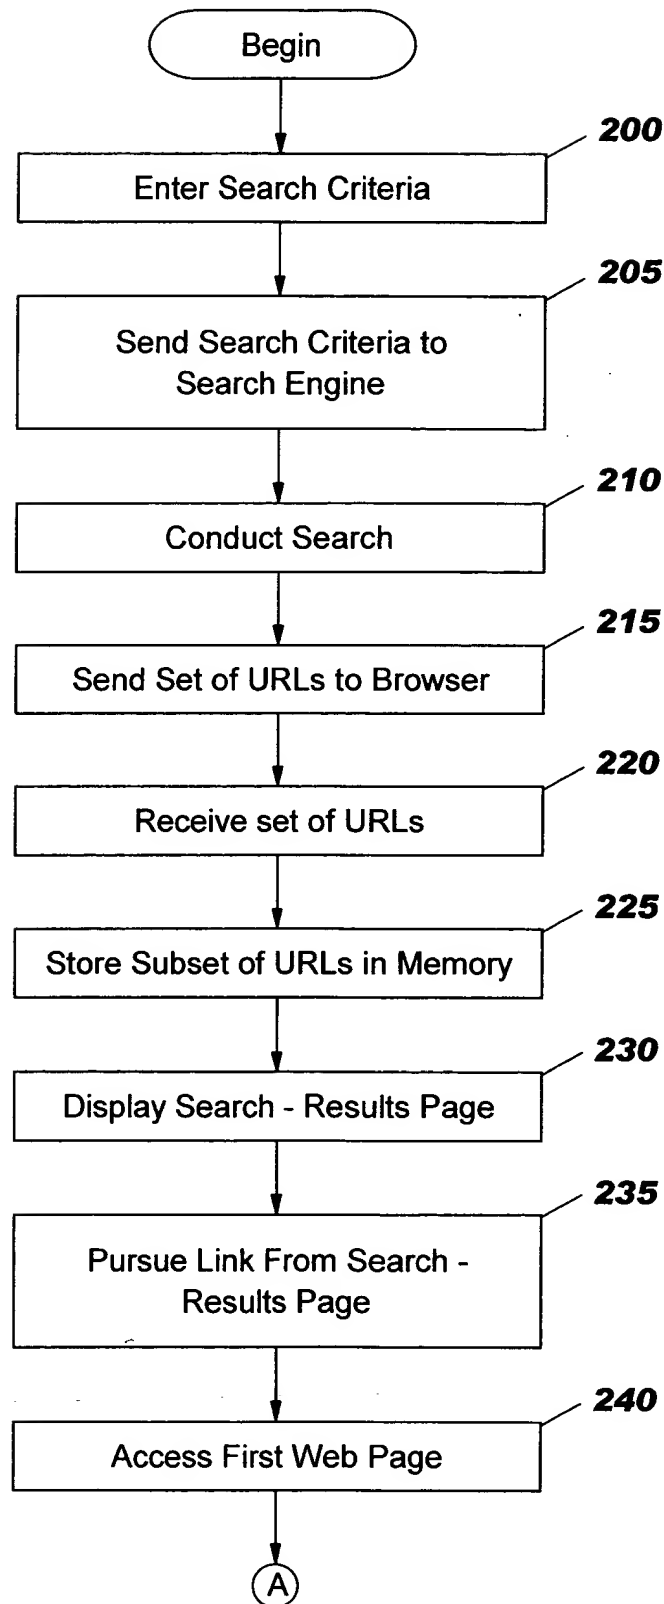 Begin
200
Enter Search Criteria
205
Send Search Criteria to
Search Engine
210
Conduct Search
215
Send Set of URLs to Browser
220
Receive set of URLs
225
Store Subset of URLs in Memory
230
Display Search - Results Page
235
Pursue Link From Search -
Results Page
240
Access First Web Page
A